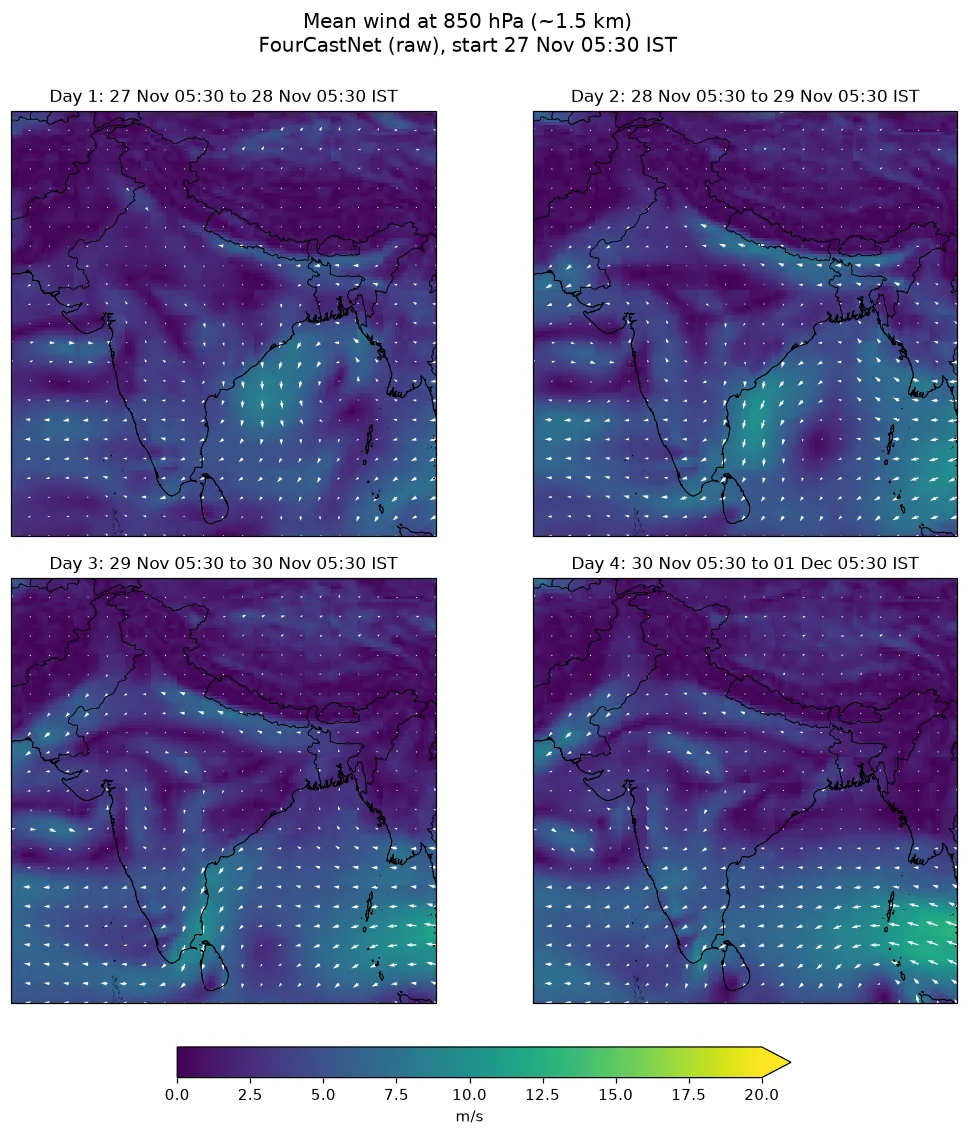 Mean wind at 850 hPa (~1.5 km)
FourCastNet (raw), start 27 Nov 05:30 IST
Day 1: 27 Nov 05:30 to 28 Nov 05:30 IST
Day 2: 28 Nov 05:30 to 29 Nov 05:30 IST
Day 3: 29 Nov 05:30 to 30 Nov 05:30 IST
Day 4: 30 Nov 05:30 to 01 Dec 05:30 IST
0.0 2.5 5.0 7.5 10.0 12.5 15.0 17.5 20.0
m/s